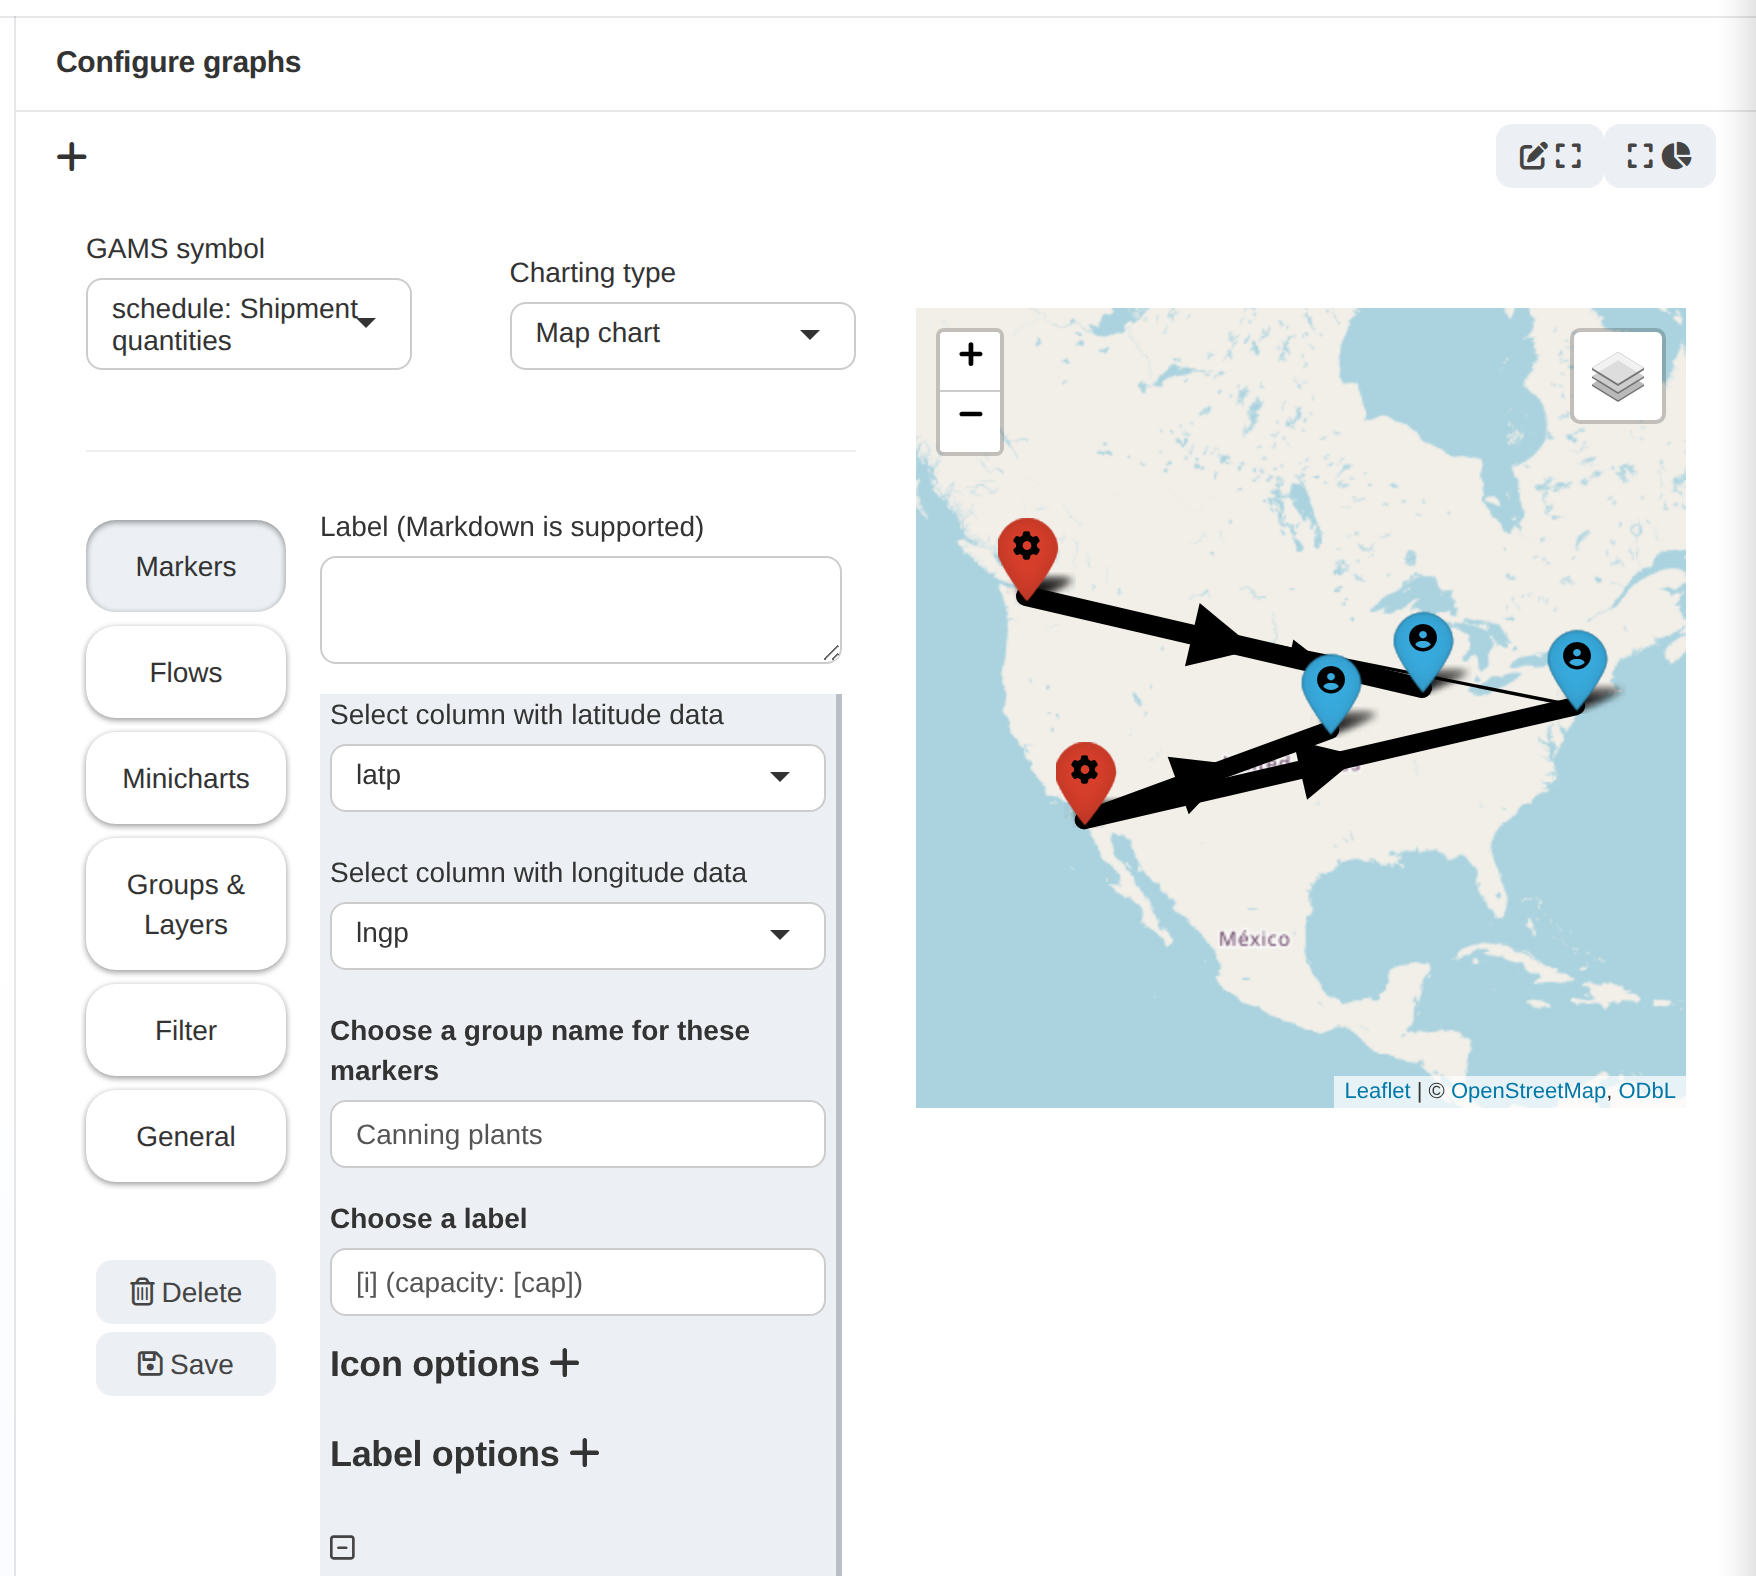 Configure graphs
GAMS symbol
schedule: Shipment
quantities
Charting type
Map chart
Markers
Flows
Minicharts
Groups &
Layers
Filter
General
Delete
Save
Label (Markdown is supported)
Select column with latitude data
latp
Select column with longitude data
lngp
Choose a group name for these
markers
Canning plants
Choose a label
[i] (capacity: [cap])
Icon options
Label options
México
Leaflet | © OpenStreetMap, ODbL